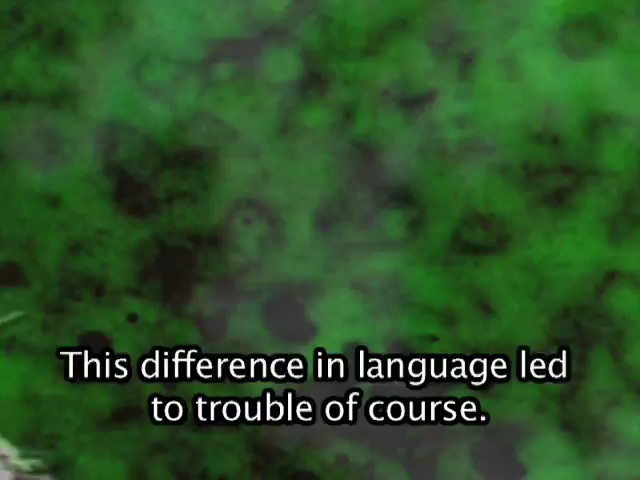 This difference in language led
to trouble of course.